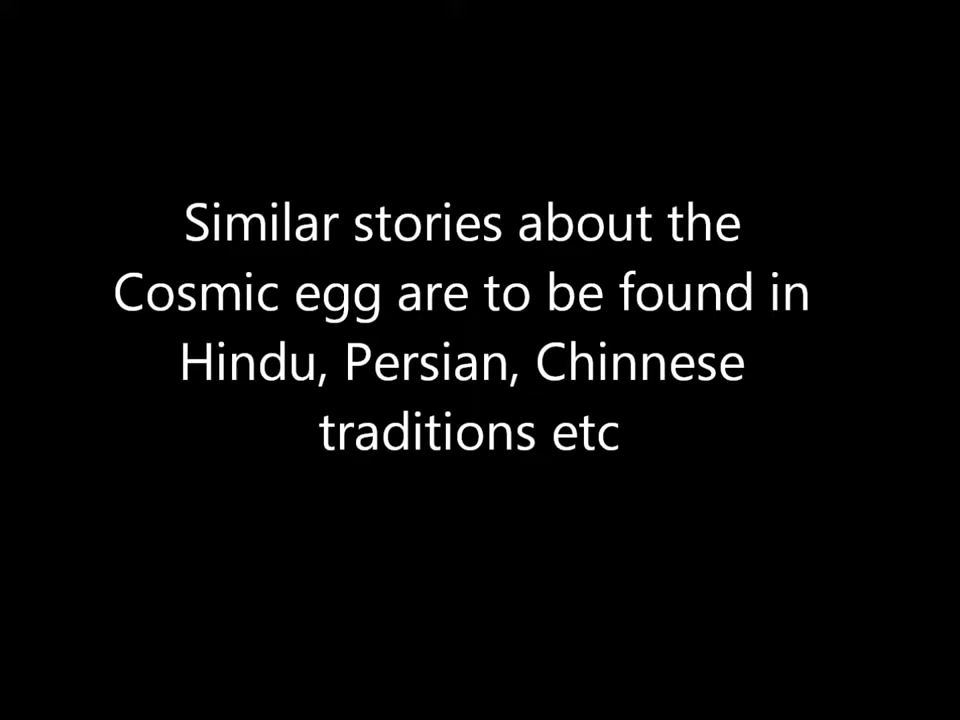 Similar stories about the
Cosmic egg are to be found in
Hindu, Persian, Chinnese
traditions etc